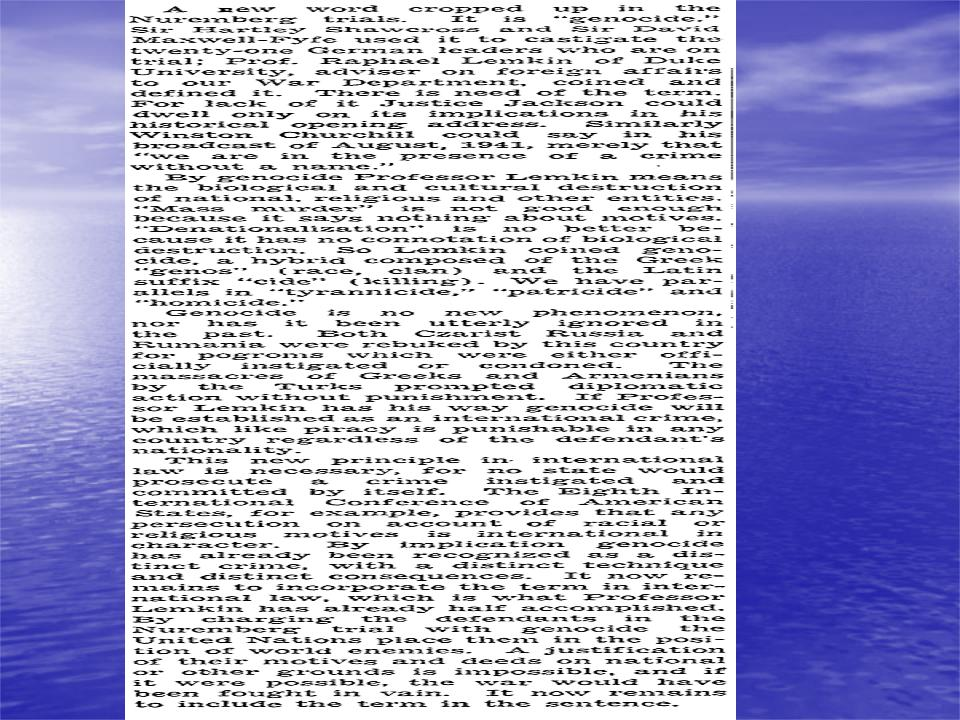 A new word cropped up in the
Nuremberg trials. It is “genocide.”
Sir Hartley Shawcross and Sir David
Maxwell-Fyfe used it to castigate the
twenty-one German leaders who are on
trial; Prof. Raphael Lemkin of Duke
University, adviser on foreign affairs
to our War Department, coined and
defined it. There is need of the term.
For lack of it Justice Jackson could
dwell only on its implications in his
historical opening address. Similarly
Winston Churchill could say in his
broadcast of August, 1941, merely that
“we are in the presence of a crime
without a name.”
By genocide Professor Lemkin means
the biological and cultural destruction
of national, religious and other entities.
“Mass murder” is not good enough
because it says nothing about motives.
“Denationalization” is no better be-
cause it has no connotation of biological
destruction. So Lemkin coined geno-
cide, a hybrid composed of the Greek
“genos” (race, clan) and the Latin
suffix “cide” (killing). We have par-
allels in “tyrannicide,” “patricide” and
“homicide.”
Genocide is no new phenomenon,
nor has it been utterly ignored in
the past. Both Czarist Russia and
Rumania were rebuked by this country
for pogroms which were either offi-
cially instigated or condoned. The
massacres of Greeks and Armenians
by the Turks prompted diplomatic
action without punishment. If Profes-
sor Lemkin has his way genocide will
be established as an international crime,
which like piracy is punishable in any
country regardless of the defendant's
nationality.
This new principle in international
law is necessary, for no state would
prosecute a crime instigated and
committed by itself. The Eighth In-
ternational Conference of American
States, for example, provides that any
persecution on account of racial or
religious motives is international in
character. By implication genocide
has already been recognized as a dis-
tinct crime, with a distinct technique
and distinct consequences. It now re-
mains to incorporate the term in inter-
national law, which is what Professor
Lemkin has already half accomplished.
By charging the defendants in the
Nuremberg trial with genocide the
United Nations place them in the posi-
tion of world enemies. A justification
of their motives and deeds on national
or other grounds is impossible, and if
it were possible, the war would have
been fought in vain. It now remains
to include the term in the sentence.